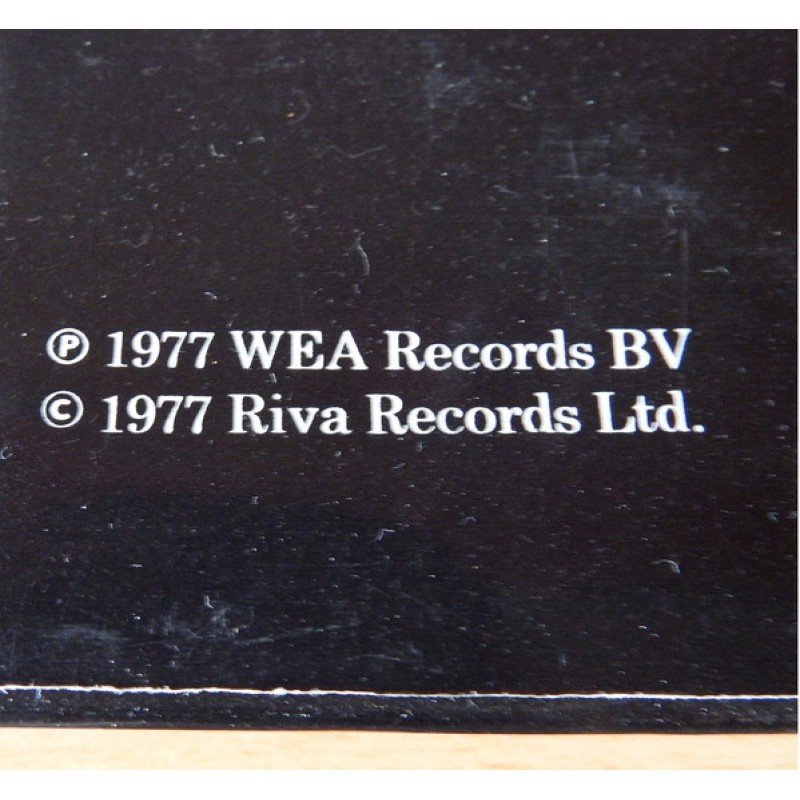 ℗ 1977 WEA Records BV
© 1977 Riva Records Ltd.